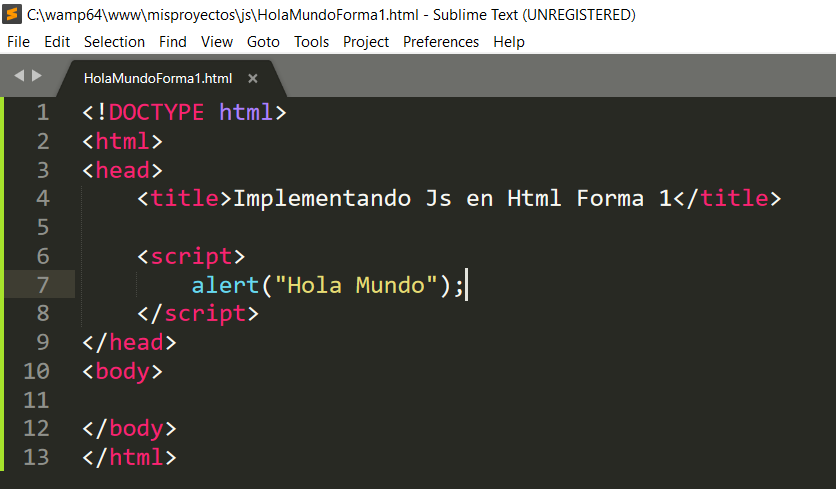 C:\wamp64\www\misproyectos\js\HolaMundoForma1.html - Sublime Text (UNREGISTERED)
File Edit Selection Find View Goto Tools Project Preferences Help
HolaMundoForma1.html ×
1 <!DOCTYPE html>
2 <html>
3 <head>
4     <title>Implementando Js en Html Forma 1</title>
5
6     <script>
7         alert("Hola Mundo");
8     </script>
9 </head>
10 <body>
11
12 </body>
13 </html>